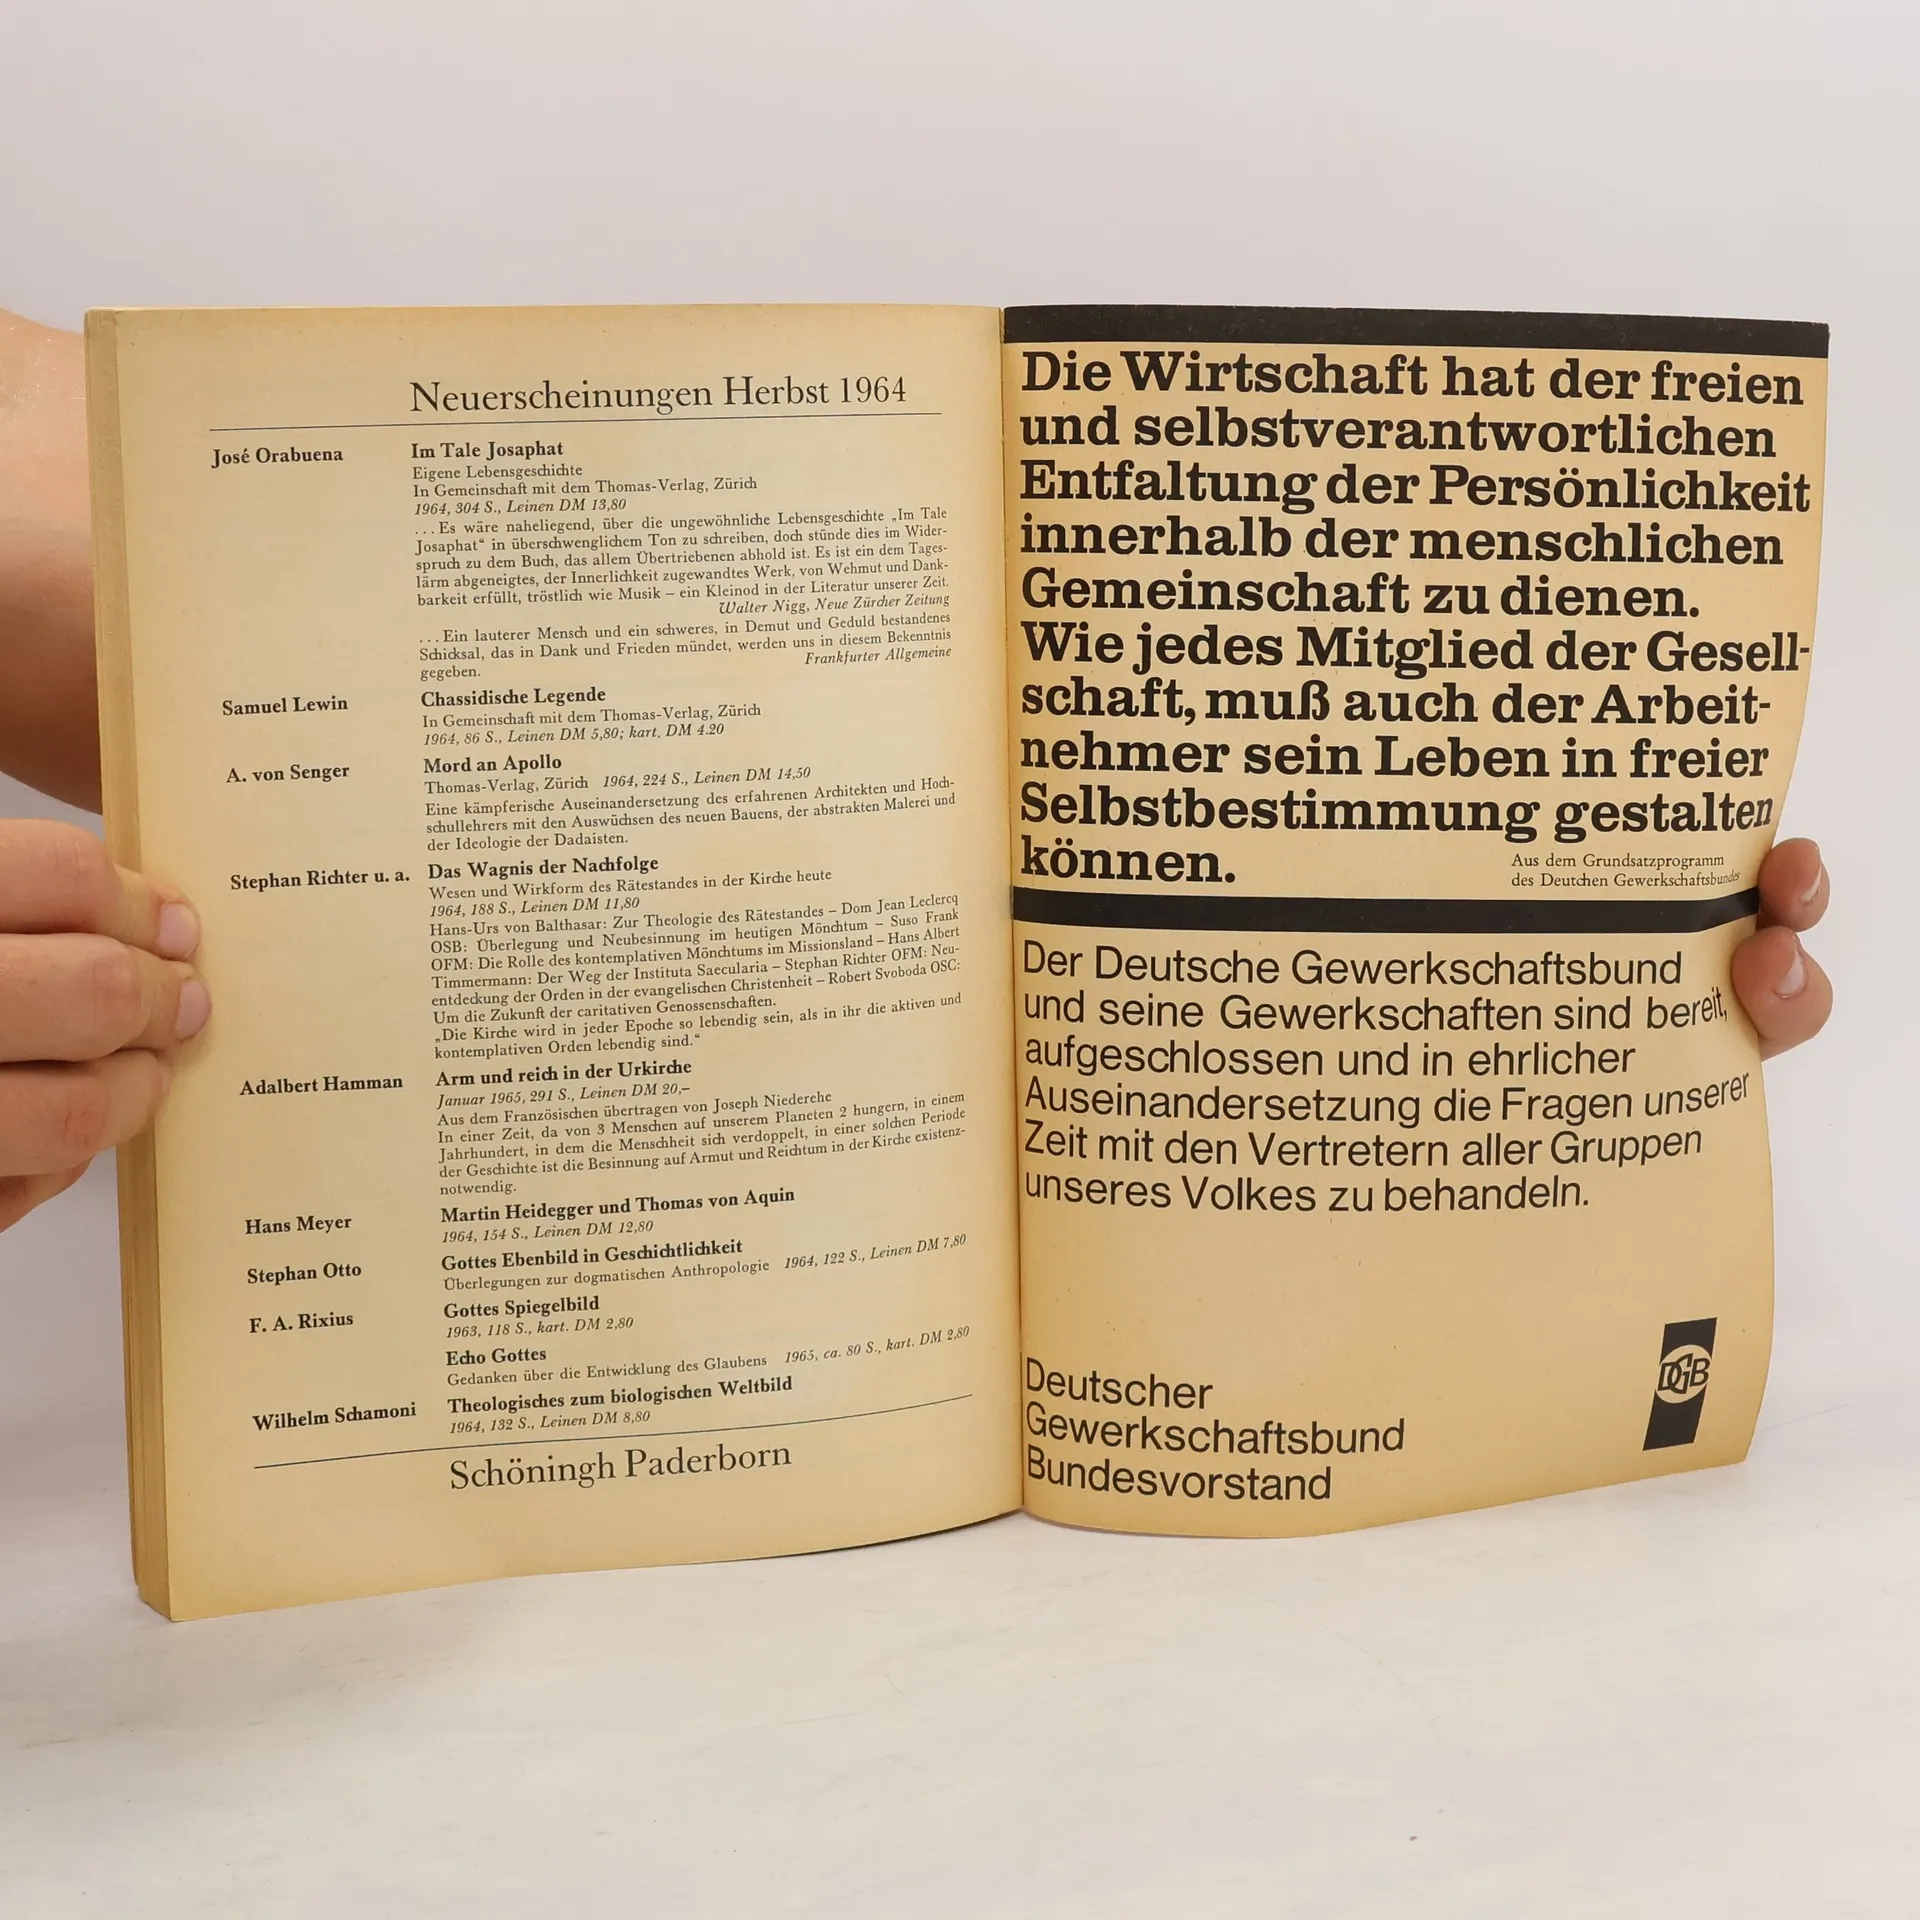 Neuerscheinungen Herbst 1964
José Orabuena
Im Tale Josaphat
Eigene Lebensgeschichte
In Gemeinschaft mit dem Thomas-Verlag, Zürich
1964, 304 S., Leinen DM 13,80
...Es wäre naheliegend, über die ungewöhnliche Lebensgeschichte „Im Tale
Josaphat“ in überschwenglichem Ton zu schreiben, doch stünde dies im Wider-
spruch zu dem Buch, das allem Übertriebenen abhold ist. Es ist ein dem Tages-
lärm abgeneigtes, der Innerlichkeit zugewandtes Werk, von Wehmut und Dank-
barkeit erfüllt, tröstlich wie Musik – ein Kleinod in der Literatur unserer Zeit.
Walter Nigg, Neue Zürcher Zeitung
...Ein lauterer Mensch und ein schweres, in Demut und Geduld bestandenes
Schicksal, das in Dank und Frieden mündet, werden uns in diesem Bekenntnis
gegeben. Frankfurter Allgemeine
Samuel Lewin
Chassidische Legende
In Gemeinschaft mit dem Thomas-Verlag, Zürich
1964, 86 S., Leinen DM 5,80; kart. DM 4.20
A. von Senger
Mord an Apollo
Thomas-Verlag, Zürich 1964, 224 S., Leinen DM 14,50
Eine kämpferische Auseinandersetzung des erfahrenen Architekten und Hoch-
schullehrers mit den Auswüchsen des neuen Bauens, der abstrakten Malerei und
der Ideologie der Dadaisten.
Stephan Richter u. a.
Das Wagnis der Nachfolge
Wesen und Wirkform des Rätestandes in der Kirche heute
1964, 188 S., Leinen DM 11,80
Hans-Urs von Balthasar: Zur Theologie des Rätestandes – Dom Jean Leclercq
OSB: Überlegung und Neubesinnung im heutigen Mönchtum – Suso Frank
OFM: Die Rolle des kontemplativen Mönchtums im Missionsland – Hans Albert
Timmermann: Der Weg der Instituta Saecularia – Stephan Richter OFM: Neu-
entdeckung der Orden in der evangelischen Christenheit – Robert Svoboda OSC:
Um die Zukunft der caritativen Genossenschaften.
„Die Kirche wird in jeder Epoche so lebendig sein, als in ihr die aktiven und
kontemplativen Orden lebendig sind.“
Adalbert Hamman
Arm und reich in der Urkirche
Januar 1965, 291 S., Leinen DM 20,–
Aus dem Französischen übertragen von Joseph Niederehe
In einer Zeit, da von 3 Menschen auf unserem Planeten 2 hungern, in einem
Jahrhundert, in dem die Menschheit sich verdoppelt, in einer solchen Periode
der Geschichte ist die Besinnung auf Armut und Reichtum in der Kirche existenz-
notwendig.
Hans Meyer
Martin Heidegger und Thomas von Aquin
1964, 154 S., Leinen DM 12,80
Stephan Otto
Gottes Ebenbild in Geschichtlichkeit
Überlegungen zur dogmatischen Anthropologie 1964, 122 S., Leinen DM 7,80
F. A. Rixius
Gottes Spiegelbild
1963, 118 S., kart. DM 2,80
Echo Gottes
Gedanken über die Entwicklung des Glaubens 1965, ca. 80 S., kart. DM 2,80
Wilhelm Schamoni
Theologisches zum biologischen Weltbild
1964, 132 S., Leinen DM 8,80
Schöningh Paderborn
Die Wirtschaft hat der freien
und selbstverantwortlichen
Entfaltung der Persönlichkeit
innerhalb der menschlichen
Gemeinschaft zu dienen.
Wie jedes Mitglied der Gesell-
schaft, muß auch der Arbeit-
nehmer sein Leben in freier
Selbstbestimmung gestalten
können.
Aus dem Grundsatzprogramm
des Deutchen Gewerkschaftsbundes
Der Deutsche Gewerkschaftsbund
und seine Gewerkschaften sind bereit,
aufgeschlossen und in ehrlicher
Auseinandersetzung die Fragen unserer
Zeit mit den Vertretern aller Gruppen
unseres Volkes zu behandeln.
Deutscher
Gewerkschaftsbund
Bundesvorstand
DGB